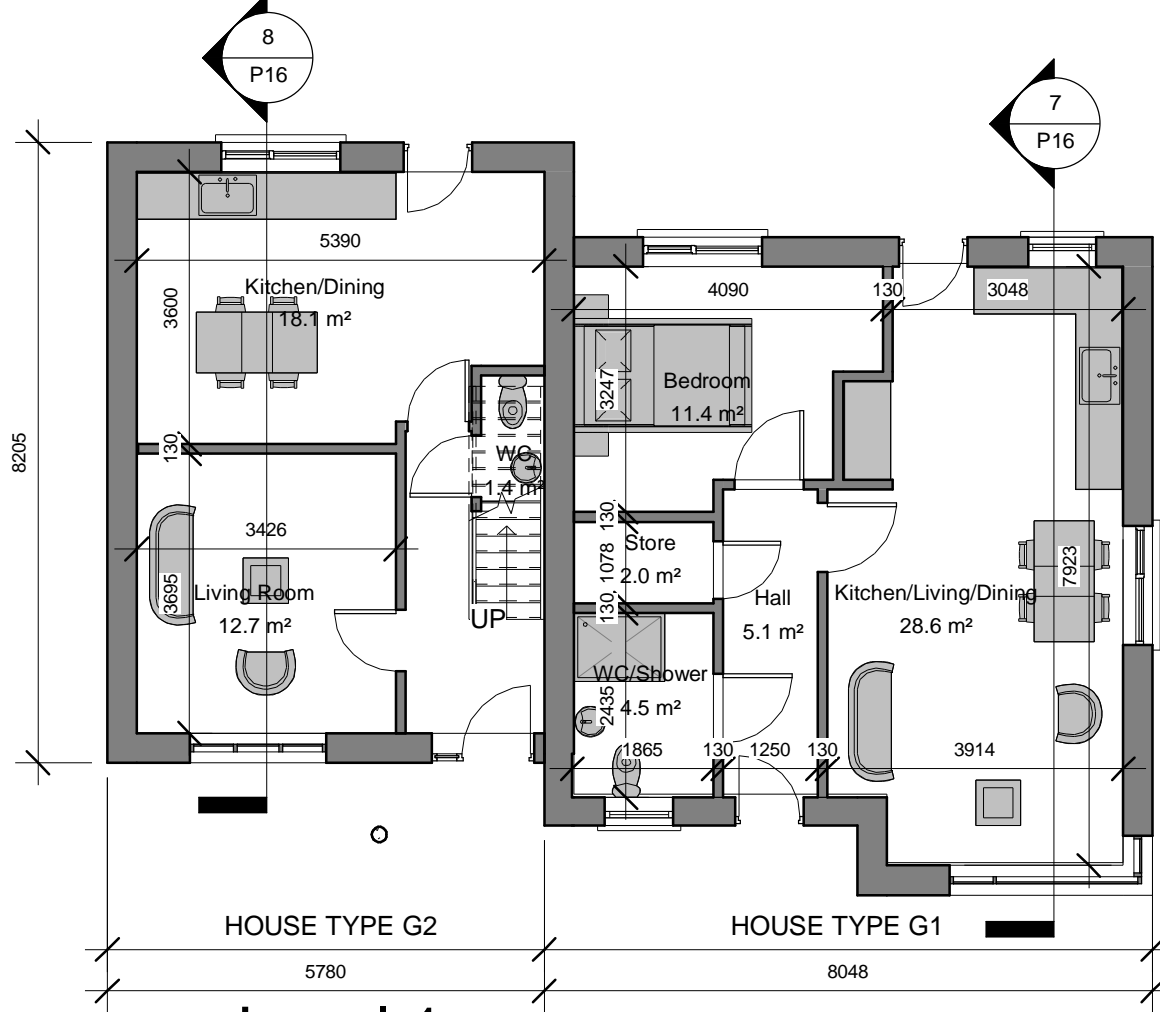 8
P16
7
P16
5390
Kitchen/Dining
18.1 m²
3600
130
8205
4090
130
3048
Bedroom
11.4 m²
3247
WC
1.4 m²
3426
Living Room
12.7 m²
3695
UP
130
Store
2.0 m²
1078
130
Hall
5.1 m²
Kitchen/Living/Dining
28.6 m²
7923
WC/Shower
4.5 m²
2435
1865
130
1250
130
3914
HOUSE TYPE G2
HOUSE TYPE G1
5780
8048